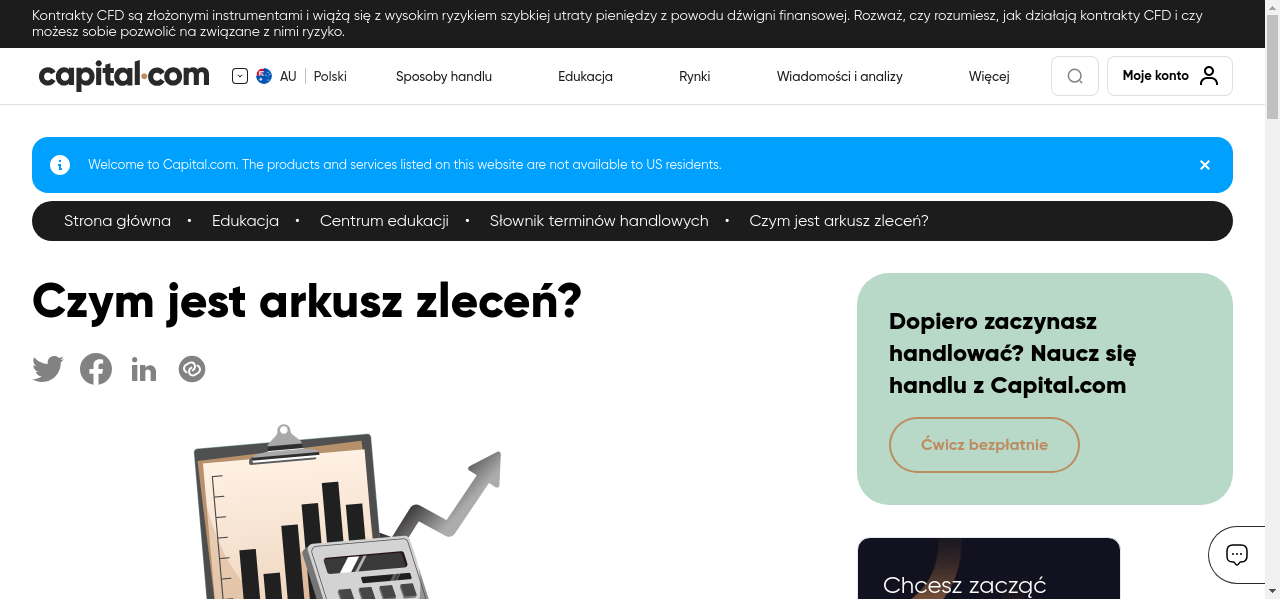 Kontrakty CFD są złożonymi instrumentami i wiążą się z wysokim ryzykiem szybkiej utraty pieniędzy z powodu dźwigni finansowej. Rozważ, czy rozumiesz, jak działają kontrakty CFD i czy
możesz sobie pozwolić na związane z nimi ryzyko.
capital.com AU Polski Sposoby handlu Edukacja Rynki Wiadomości i analizy Więcej Moje konto
Welcome to Capital.com. The products and services listed on this website are not available to US residents.
Strona główna • Edukacja • Centrum edukacji • Słownik terminów handlowych • Czym jest arkusz zleceń?
Czym jest arkusz zleceń?
Dopiero zaczynasz
handlować? Naucz się
handlu z Capital.com
Ćwicz bezpłatnie
Chcesz zacząć